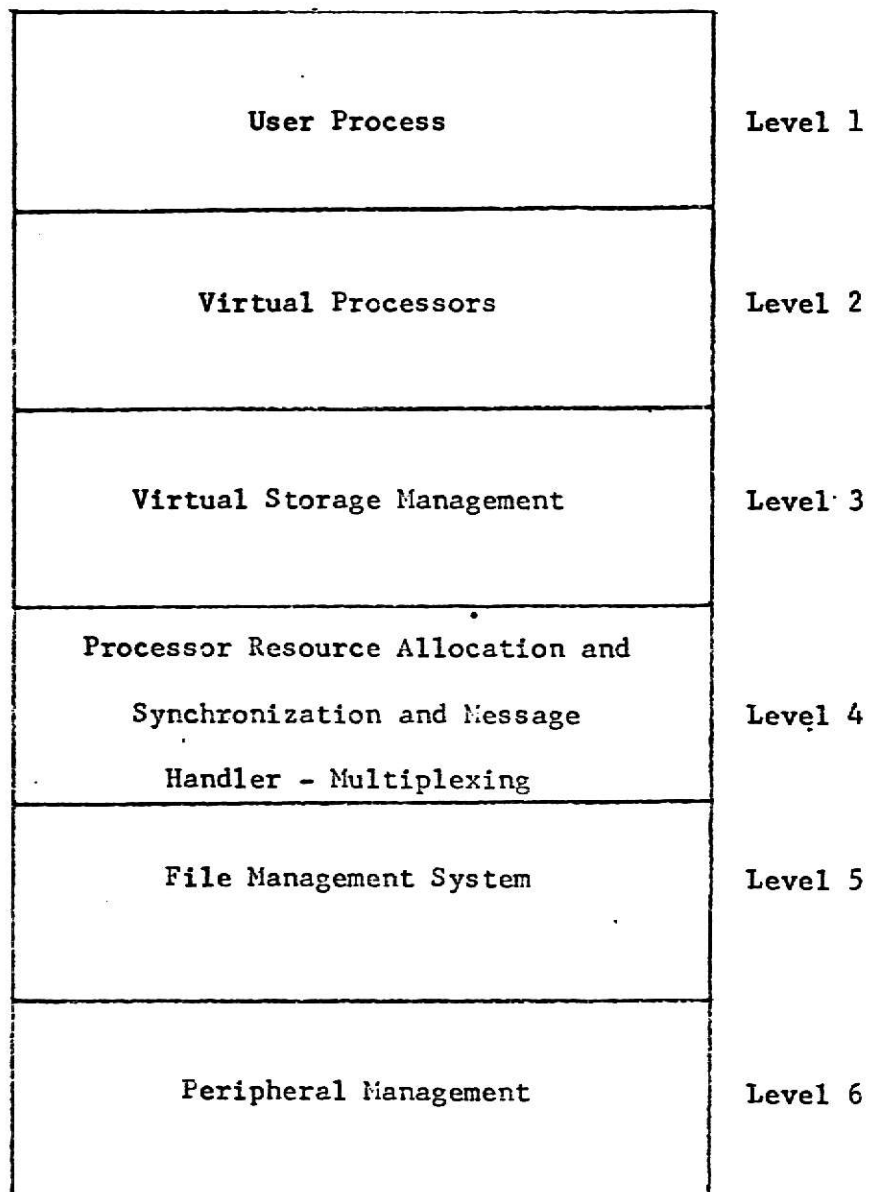 User Process Level 1
Virtual Processors Level 2
Virtual Storage Management Level 3
Processor Resource Allocation and
Synchronization and Message Level 4
Handler - Multiplexing
File Management System Level 5
Peripheral Management Level 6